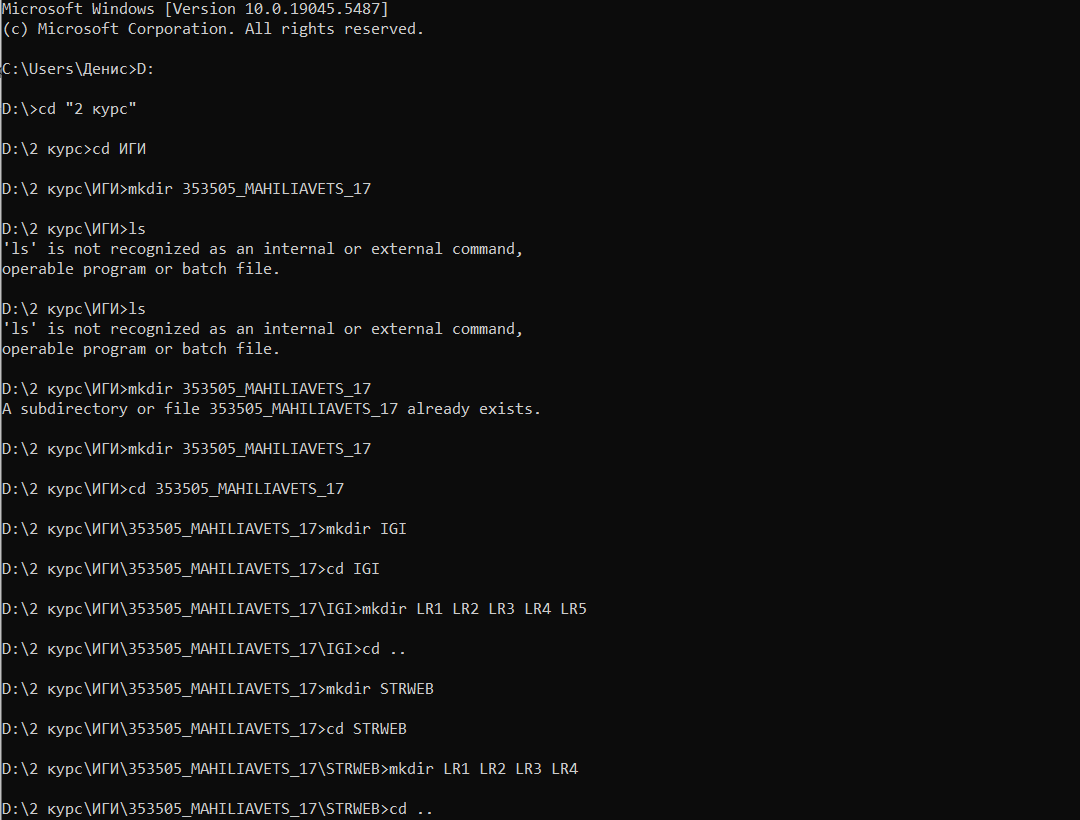 Microsoft Windows [Version 10.0.19045.5487]
(c) Microsoft Corporation. All rights reserved.
C:\Users\Денис>D:
D:\>cd "2 курс"
D:\2 курс>cd ИГИ
D:\2 курс\ИГИ>mkdir 353505_MAHILIAVETS_17
D:\2 курс\ИГИ>ls
'ls' is not recognized as an internal or external command,
operable program or batch file.
D:\2 курс\ИГИ>ls
'ls' is not recognized as an internal or external command,
operable program or batch file.
D:\2 курс\ИГИ>mkdir 353505_MAHILIAVETS_17
A subdirectory or file 353505_MAHILIAVETS_17 already exists.
D:\2 курс\ИГИ>mkdir 353505_MAHILIAVETS_17
D:\2 курс\ИГИ>cd 353505_MAHILIAVETS_17
D:\2 курс\ИГИ\353505_MAHILIAVETS_17>mkdir IGI
D:\2 курс\ИГИ\353505_MAHILIAVETS_17>cd IGI
D:\2 курс\ИГИ\353505_MAHILIAVETS_17\IGI>mkdir LR1 LR2 LR3 LR4 LR5
D:\2 курс\ИГИ\353505_MAHILIAVETS_17\IGI>cd ..
D:\2 курс\ИГИ\353505_MAHILIAVETS_17>mkdir STRWEB
D:\2 курс\ИГИ\353505_MAHILIAVETS_17>cd STRWEB
D:\2 курс\ИГИ\353505_MAHILIAVETS_17\STRWEB>mkdir LR1 LR2 LR3 LR4
D:\2 курс\ИГИ\353505_MAHILIAVETS_17\STRWEB>cd ..